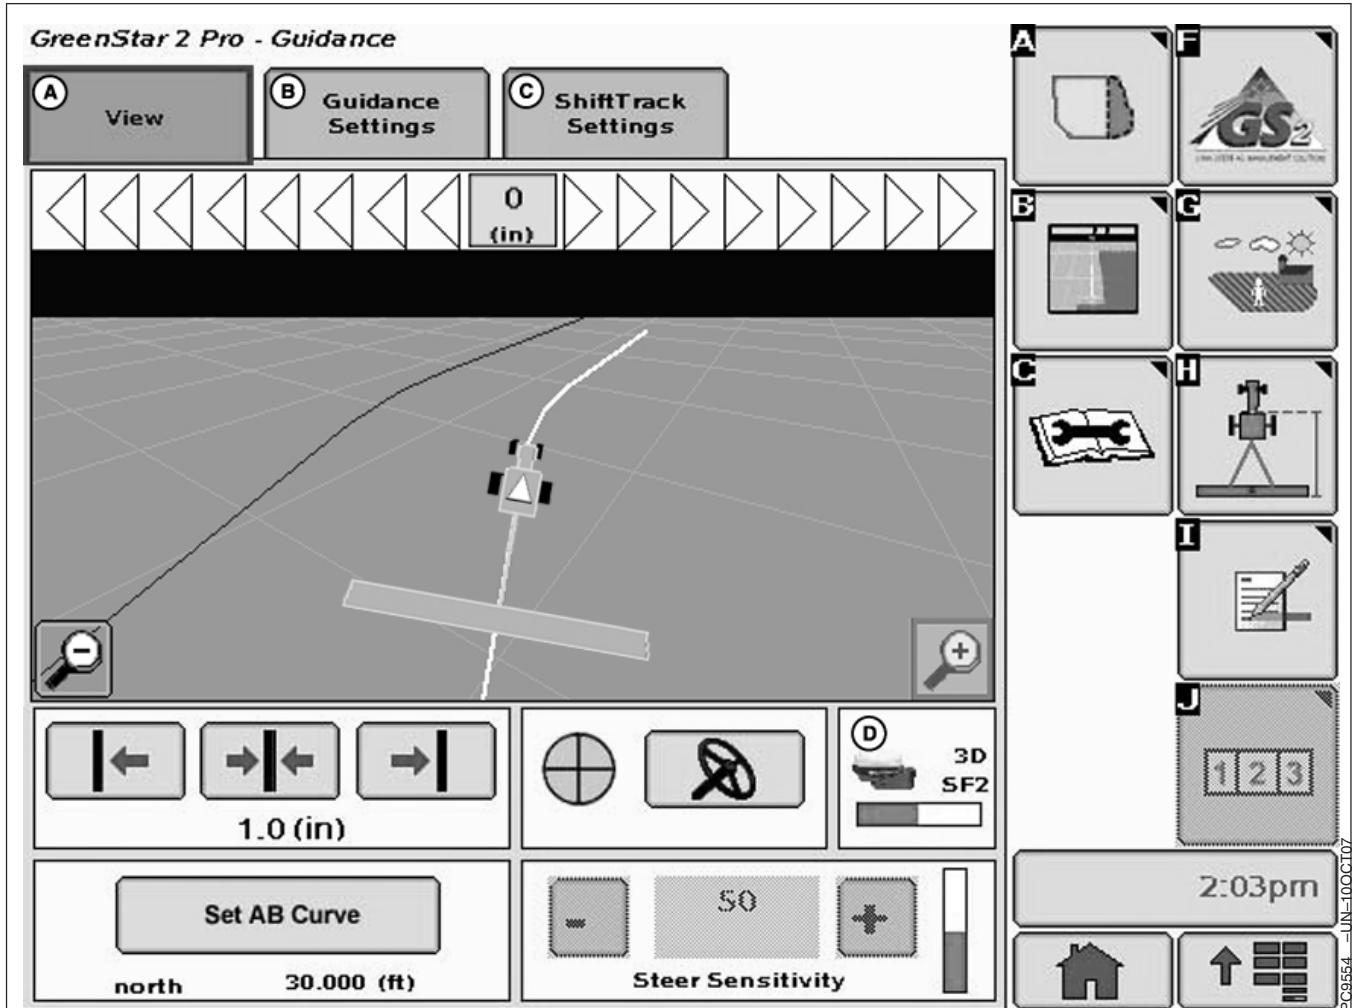 GreenStar 2 Pro - Guidance
A
View
B
Guidance
Settings
C
ShiftTrack
Settings
0
(in)
1.0 (in)
D
3D
SF2
Set AB Curve
north 30.000 (ft)
50
Steer Sensitivity
A
F
GS2
B
G
C
H
I
J
1 2 3
2:03pm
PC9554 –UN–10OCT07